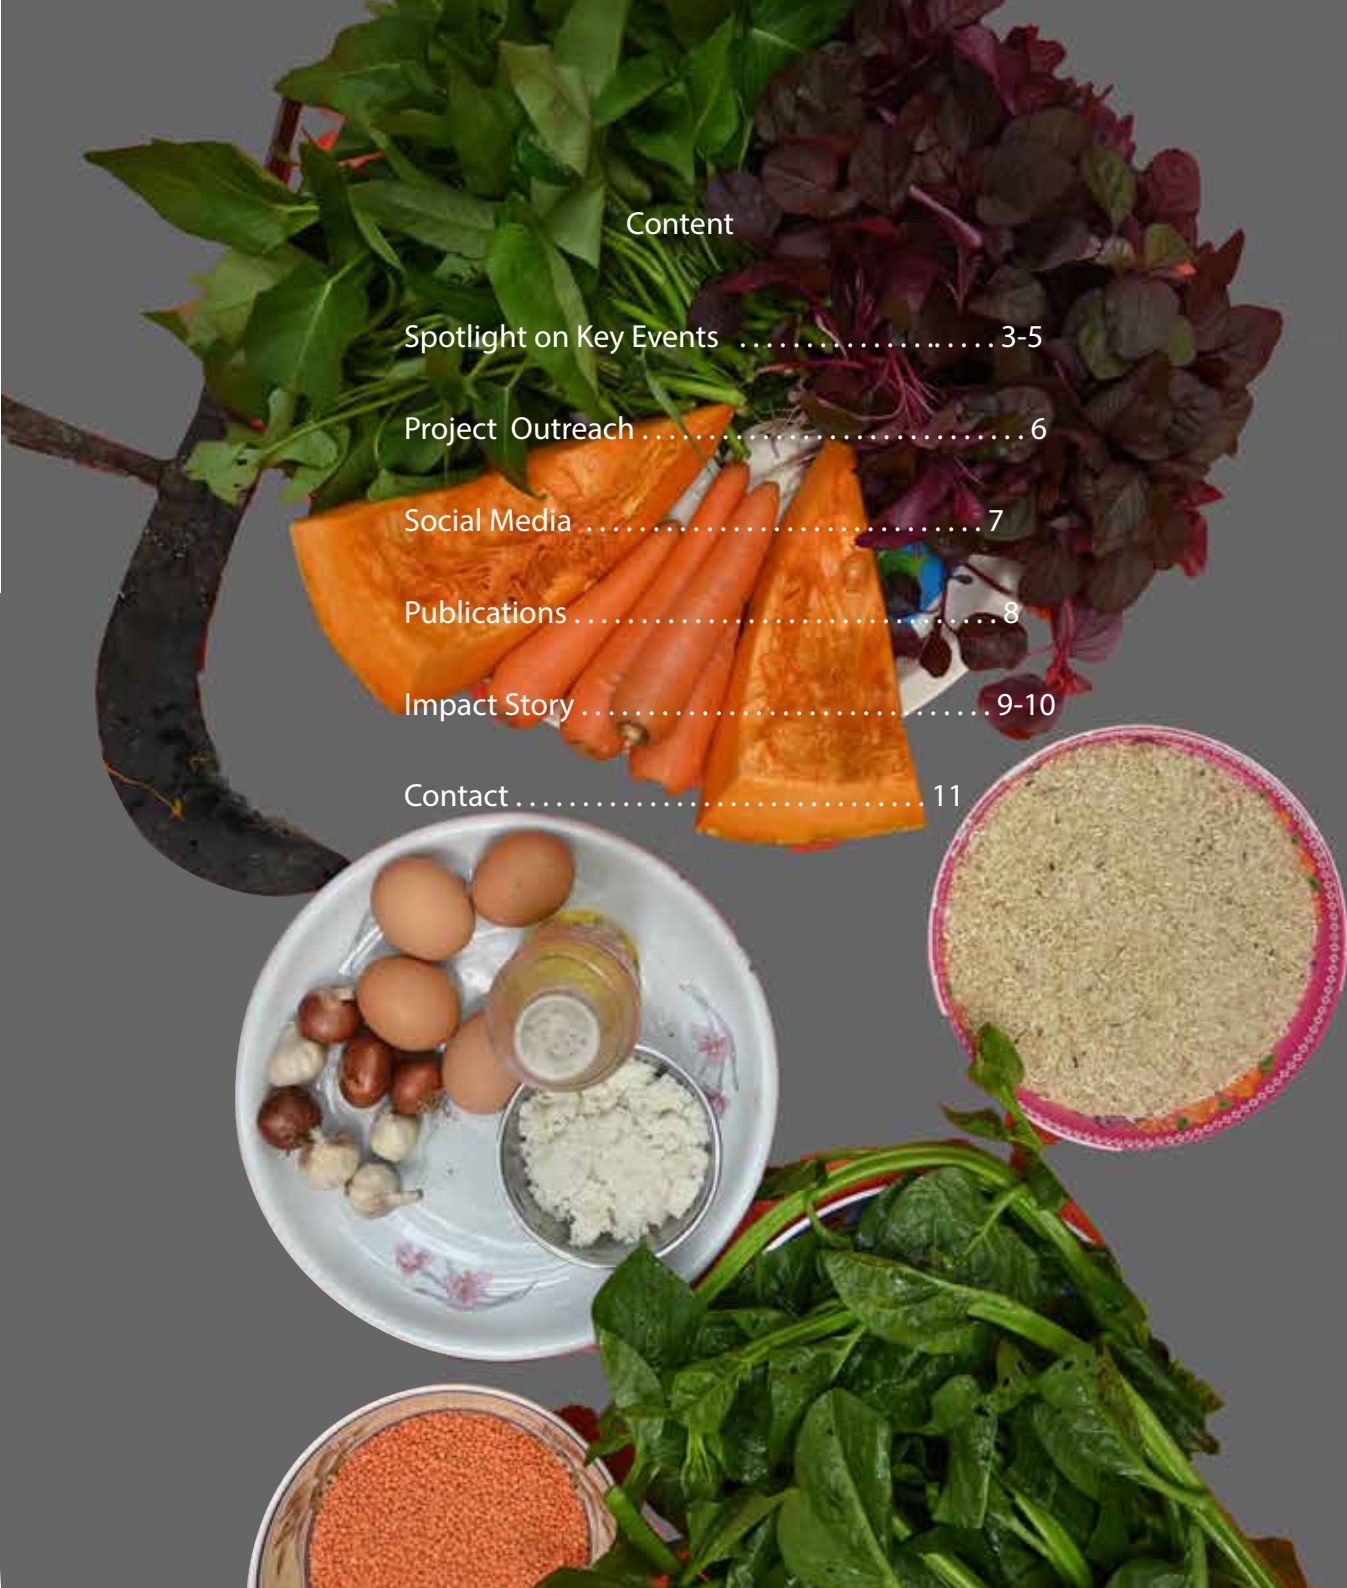 Content
Spotlight on Key Events ................... 3-5
Project Outreach ............................. 6
Social Media .............................. 7
Publications ................................ 8
Impact Story ............................... 9-10
Contact ............................... 11